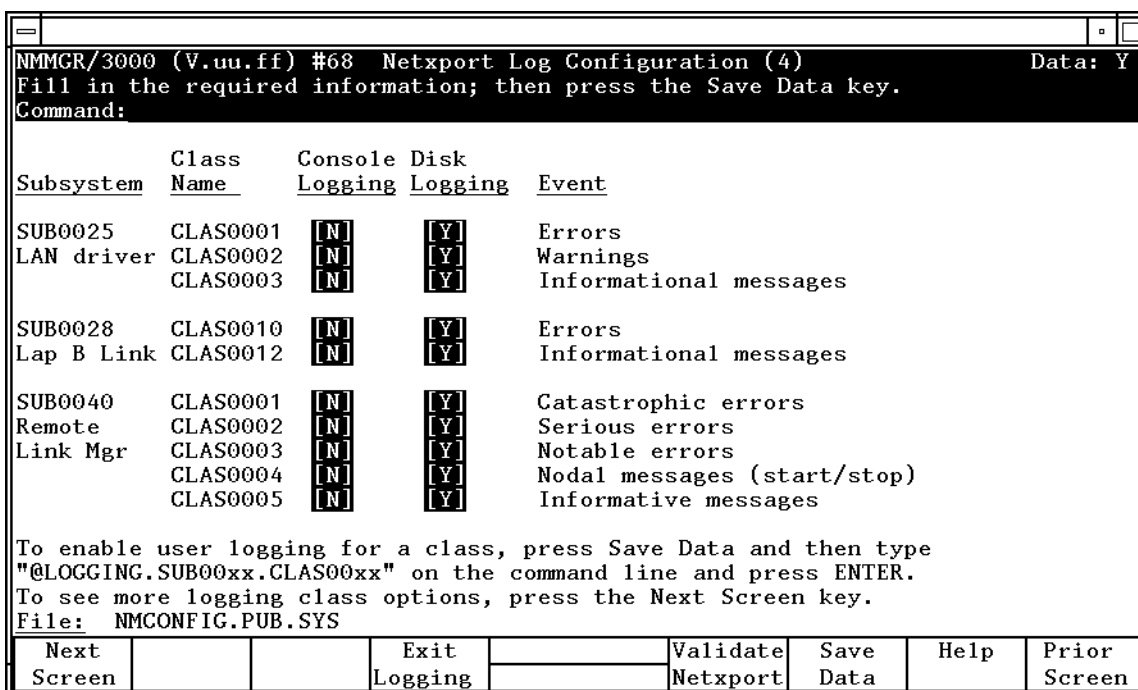 NMMGR/3000 (V.uu.ff) #68  Netxport Log Configuration (4)                    Data: Y
Fill in the required information; then press the Save Data key.
Command:
             Class     Console Disk
Subsystem    Name      Logging Logging   Event
SUB0025      CLAS0001    [N]      [Y]      Errors
LAN driver   CLAS0002    [N]      [Y]      Warnings
             CLAS0003    [N]      [Y]      Informational messages
SUB0028      CLAS0010    [N]      [Y]      Errors
Lap B Link   CLAS0012    [N]      [Y]      Informational messages
SUB0040      CLAS0001    [N]      [Y]      Catastrophic errors
Remote       CLAS0002    [N]      [Y]      Serious errors
Link Mgr     CLAS0003    [N]      [Y]      Notable errors
             CLAS0004    [N]      [Y]      Nodal messages (start/stop)
             CLAS0005    [N]      [Y]      Informative messages
To enable user logging for a class, press Save Data and then type
"@LOGGING.SUB00xx.CLAS00xx" on the command line and press ENTER.
To see more logging class options, press the Next Screen key.
File:  NMCONFIG.PUB.SYS
Next                 Exit                 Validate   Save     Help    Prior
Screen               Logging              Netxport   Data             Screen